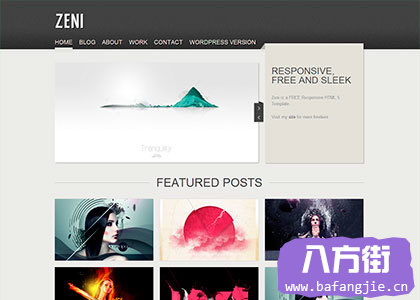 ZENI
HOME BLOG ABOUT WORK CONTACT WORDPRESS VERSION
RESPONSIVE,
FREE AND SLEEK
Zeni is a FREE Responsive HTML 5
Template.
Visit my site for more freebies
Tranquility
FEATURED POSTS
八方街
www.bafangjie.cn